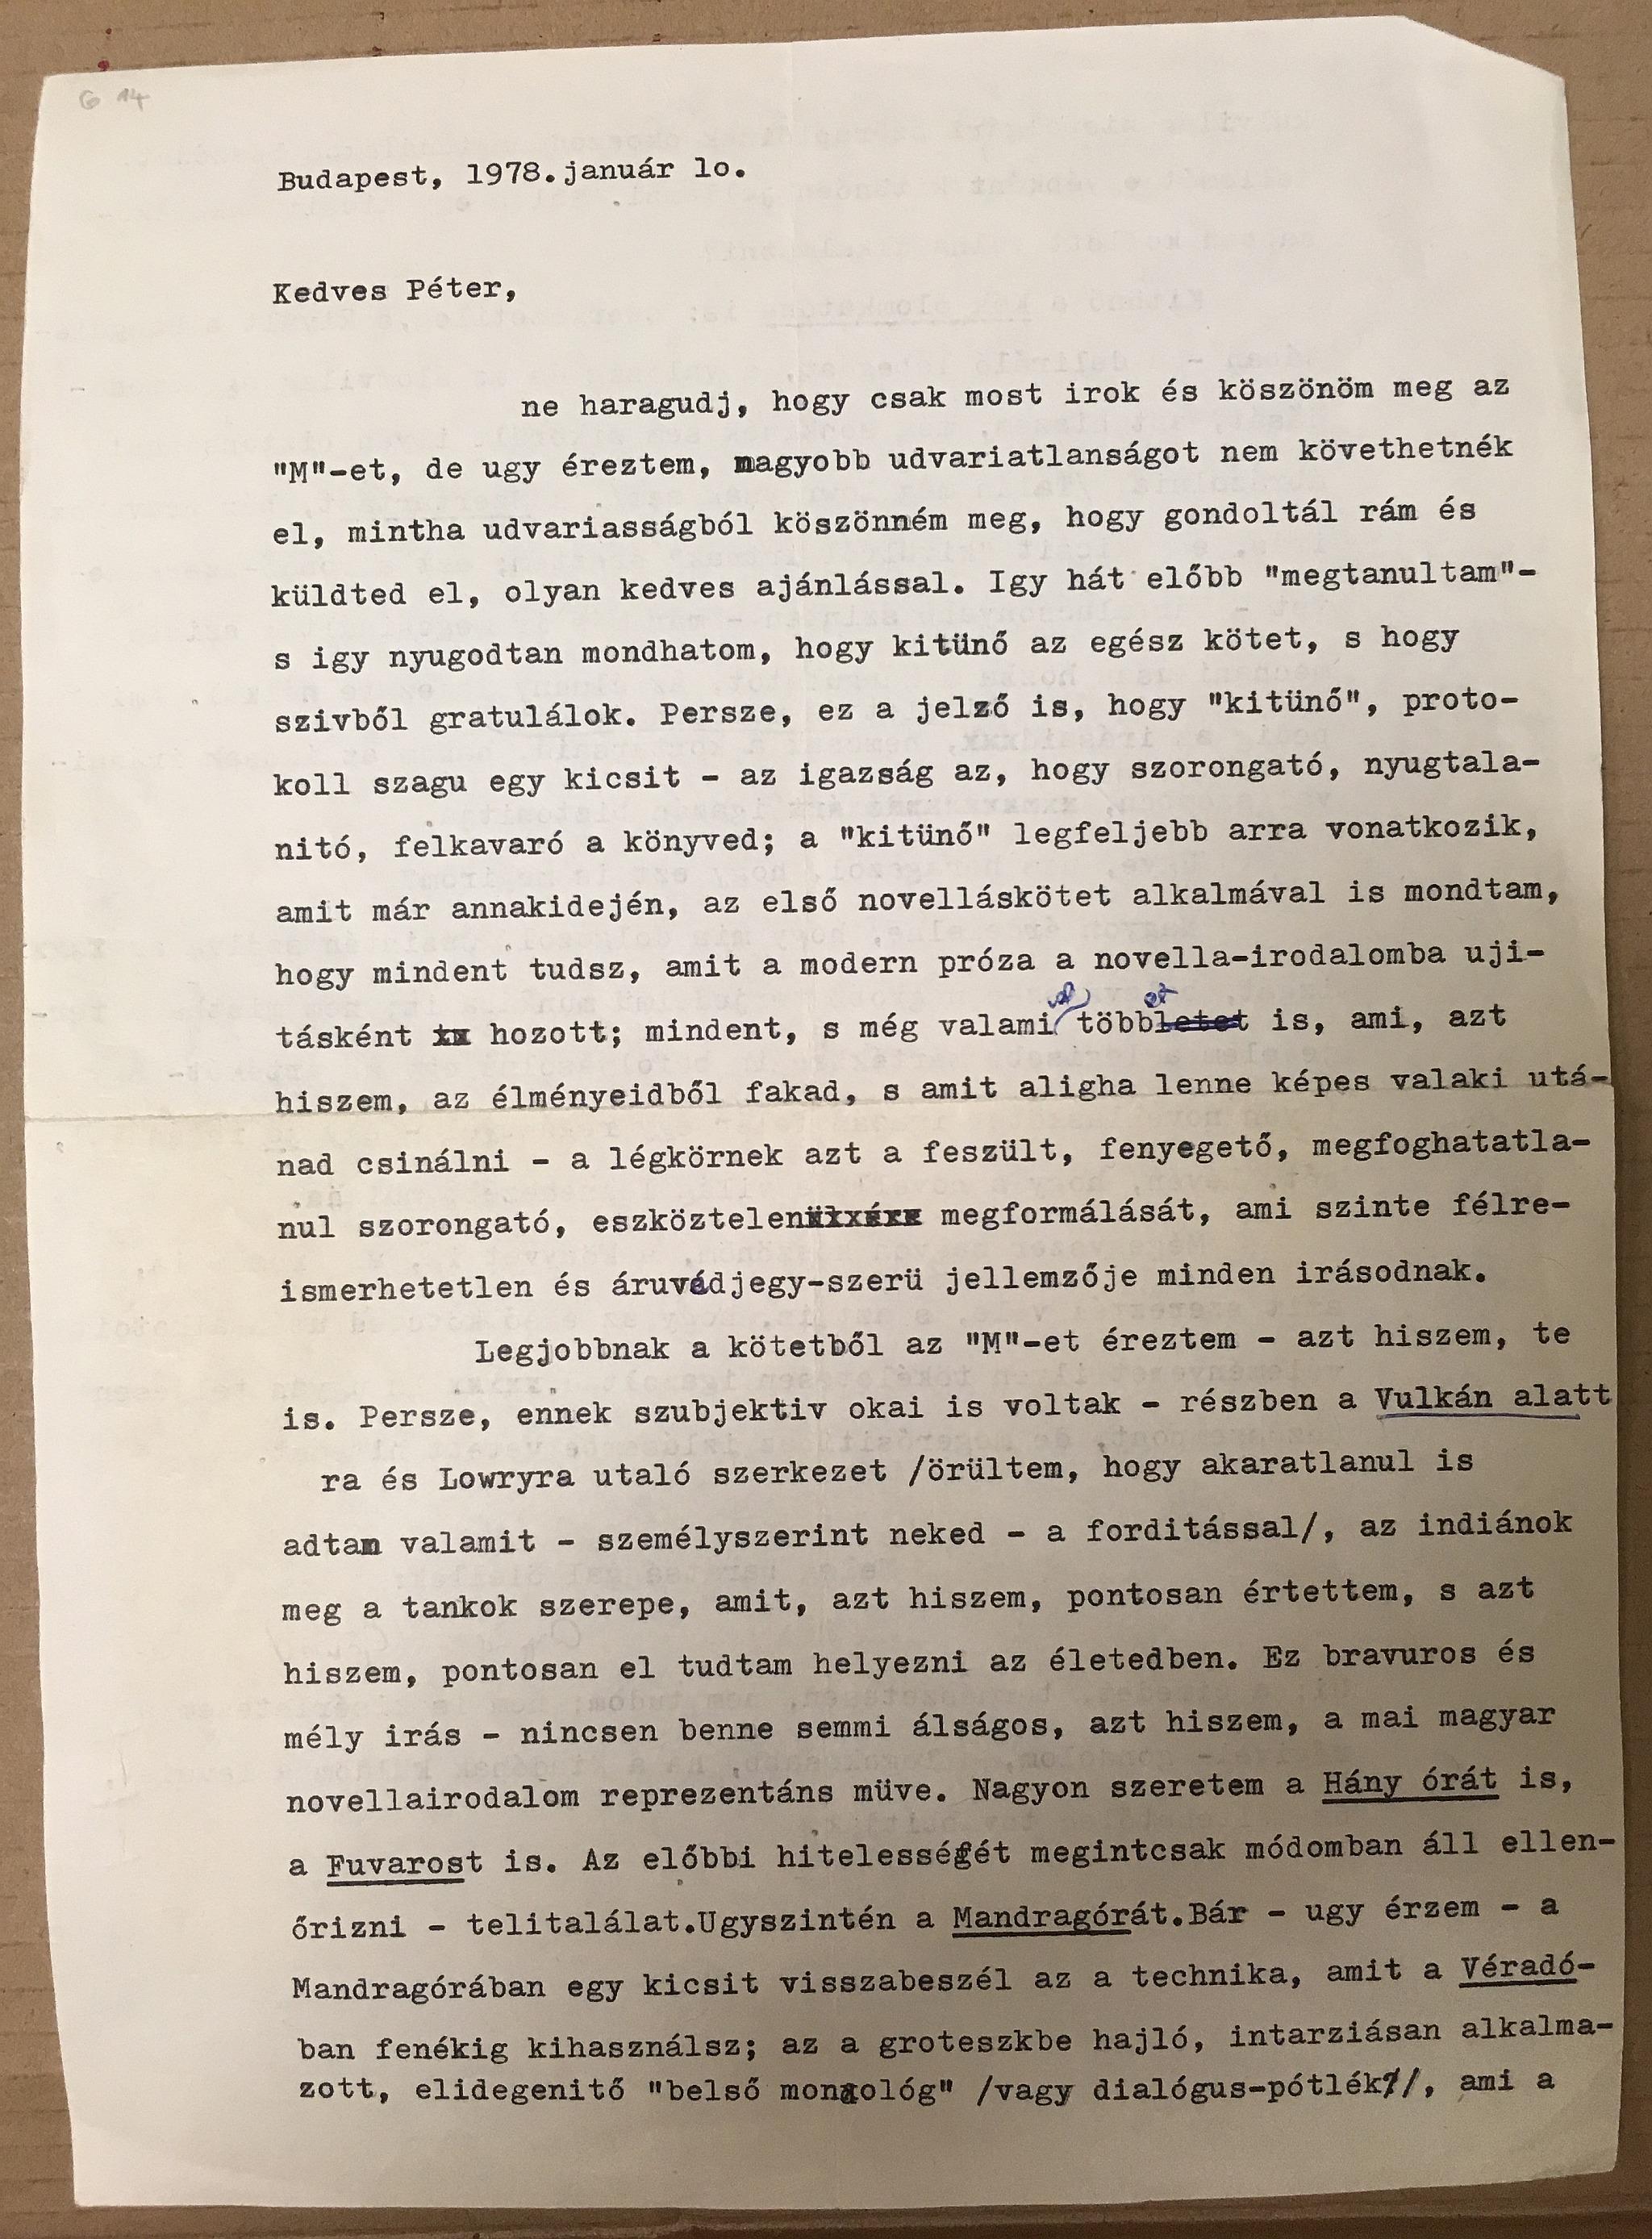 G 14
Budapest, 1978.január lo.
Kedves Péter,
ne haragudj, hogy csak most irok és köszönöm meg az
"M"-et, de ugy éreztem, nagyobb udvariatlanságot nem követhetnék
el, mintha udvariasságból köszönném meg, hogy gondoltál rám és
küldted el, olyan kedves ajánlással. Igy hát előbb "megtanultam"-
s igy nyugodtan mondhatom, hogy kitünő az egész kötet, s hogy
szivből gratulálok. Persze, ez a jelző is, hogy "kitünő", proto-
koll szagu egy kicsit - az igazság az, hogy szorongató, nyugtala-
nitó, felkavaró a könyved; a "kitünő" legfeljebb arra vonatkozik,
amit már annakidején, az első novelláskötet alkalmával is mondtam,
hogy mindent tudsz, amit a modern próza a novella-irodalomba uji-
tásként xx hozott; mindent, s még valamivel többletet et is, ami, azt
hiszem, az élményeidből fakad, s amit aligha lenne képes valaki utá-
nad csinálni - a légkörnek azt a feszült, fenyegető, megfoghatatla-
nul szorongató, eszköztelen megformálását, ami szinte félre-
ismerhetetlen és áruvédjegy-szerü jellemzője minden irásodnak.
Legjobbnak a kötetből az "M"-et éreztem - azt hiszem, te
is. Persze, ennek szubjektiv okai is voltak - részben a Vulkán alatt
ra és Lowryra utaló szerkezet /örültem, hogy akaratlanul is
adtam valamit - személyszerint neked - a forditással/, az indiánok
meg a tankok szerepe, amit, azt hiszem, pontosan értettem, s azt
hiszem, pontosan el tudtam helyezni az életedben. Ez bravuros és
mély irás - nincsen benne semmi álságos, azt hiszem, a mai magyar
novellairodalom reprezentáns müve. Nagyon szeretem a Hány órát is,
a Fuvarost is. Az előbbi hitelességét megintcsak módomban áll ellen-
őrizni - telitalálat.Ugyszintén a Mandragórát.Bár - ugy érzem - a
Mandragórában egy kicsit visszabeszél az a technika, amit a Véradó-
ban fenékig kihasználsz; az a groteszkbe hajló, intarziásan alkalma-
zott, elidegenitő "belső monológ" /vagy dialógus-pótlék?/, ami a